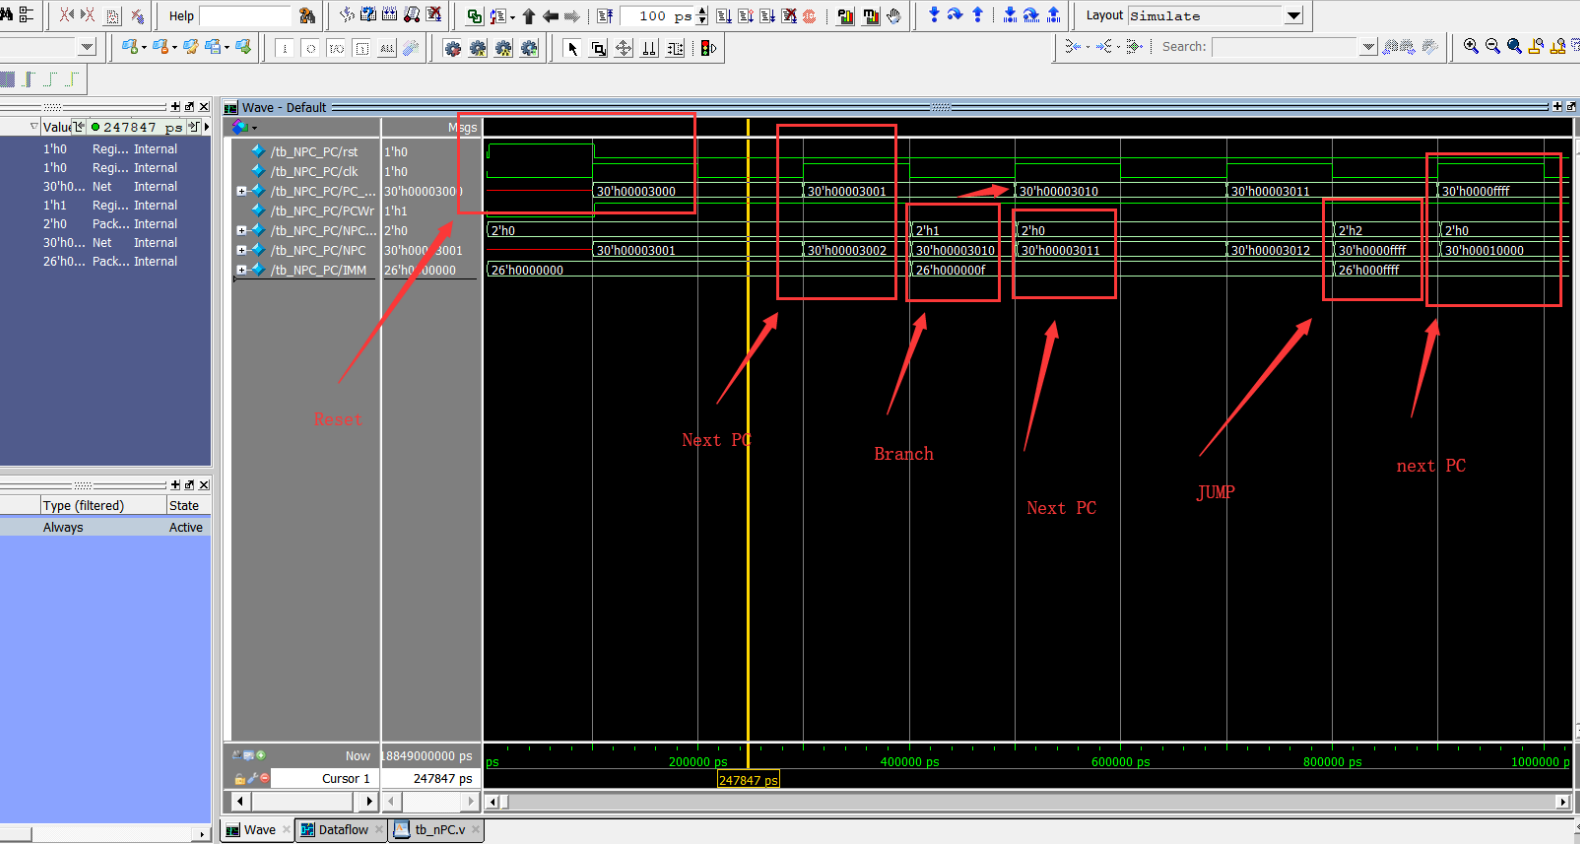 Help
100 ps
Layout Simulate
Search:
Wave - Default
Valu 247847 ps
Msgs
1'h0 Regi... Internal
1'h0 Regi... Internal
30'h0... Net Internal
1'h1 Regi... Internal
2'h0 Pack... Internal
30'h0... Net Internal
26'h0... Pack... Internal
/tb_NPC_PC/rst 1'h0
/tb_NPC_PC/clk 1'h0
/tb_NPC_PC/PC_... 30'h00003000 30'h00003000 30'h00003001 30'h00003010 30'h00003011 30'h0000ffff
/tb_NPC_PC/PCWr 1'h1
/tb_NPC_PC/NPC... 2'h0 2'h0 2'h1 2'h0 2'h2 2'h0
/tb_NPC_PC/NPC 30'h00003001 30'h00003001 30'h00003002 30'h00003010 30'h00003011 30'h00003012 30'h0000ffff 30'h00010000
/tb_NPC_PC/IMM 26'h0000000 26'h0000000 26'h000000f 26'h000ffff
Reset
Next PC
Branch
Next PC
JUMP
next PC
Type (filtered) State
Always Active
Now 18849000000 ps
ps 200000 ps 400000 ps 600000 ps 800000 ps 1000000 p
Cursor 1 247847 ps
247847 ps
Wave Dataflow tb_nPC.v